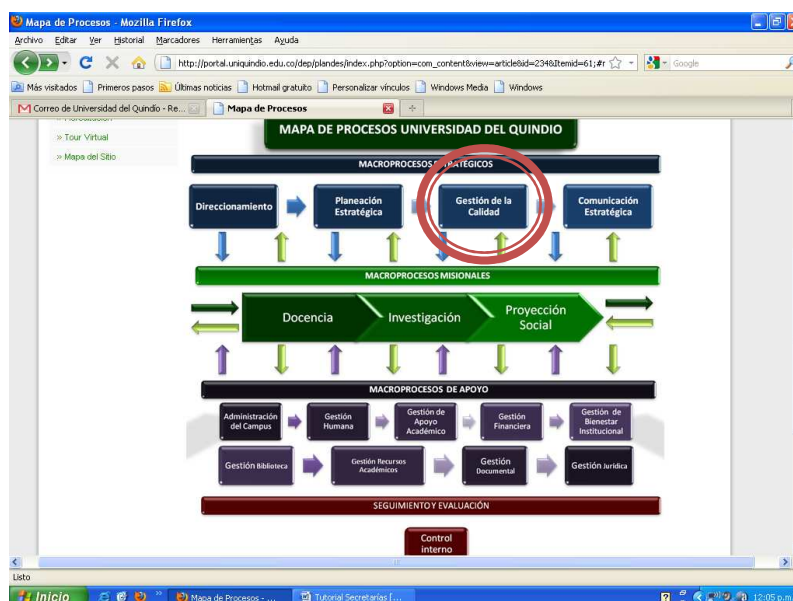 Mapa de Procesos - Mozilla Firefox
Archivo Editar Ver Historial Marcadores Herramientas Ayuda
http://portal.uniquindio.edu.co/dep/plandes/index.php?option=com_content&view=article&id=234&Itemid=61;#r
Google
Más visitados Primeros pasos Últimas noticias Hotmail gratuito Personalizar vínculos Windows Media Windows
Correo de Universidad del Quindío - Re... Mapa de Procesos
» Tour Virtual
» Mapa del Sitio
MAPA DE PROCESOS UNIVERSIDAD DEL QUINDIO
MACROPROCESOS ESTRATÉGICOS
Direccionamiento
Planeación
Estratégica
Gestión de la
Calidad
Comunicación
Estratégica
MACROPROCESOS MISIONALES
Docencia
Investigación
Proyección
Social
MACROPROCESOS DE APOYO
Administración
del Campus
Gestión
Humana
Gestión de
Apoyo
Académico
Gestión
Financiera
Gestión de
Bienestar
Institucional
Gestión Biblioteca
Gestión Recursos
Académicos
Gestión
Documental
Gestión Jurídica
SEGUIMIENTO Y EVALUACIÓN
Control
interno
Listo
Inicio
Mapa de Procesos - ...
Tutorial Secretarias [...
12:05 p.m.